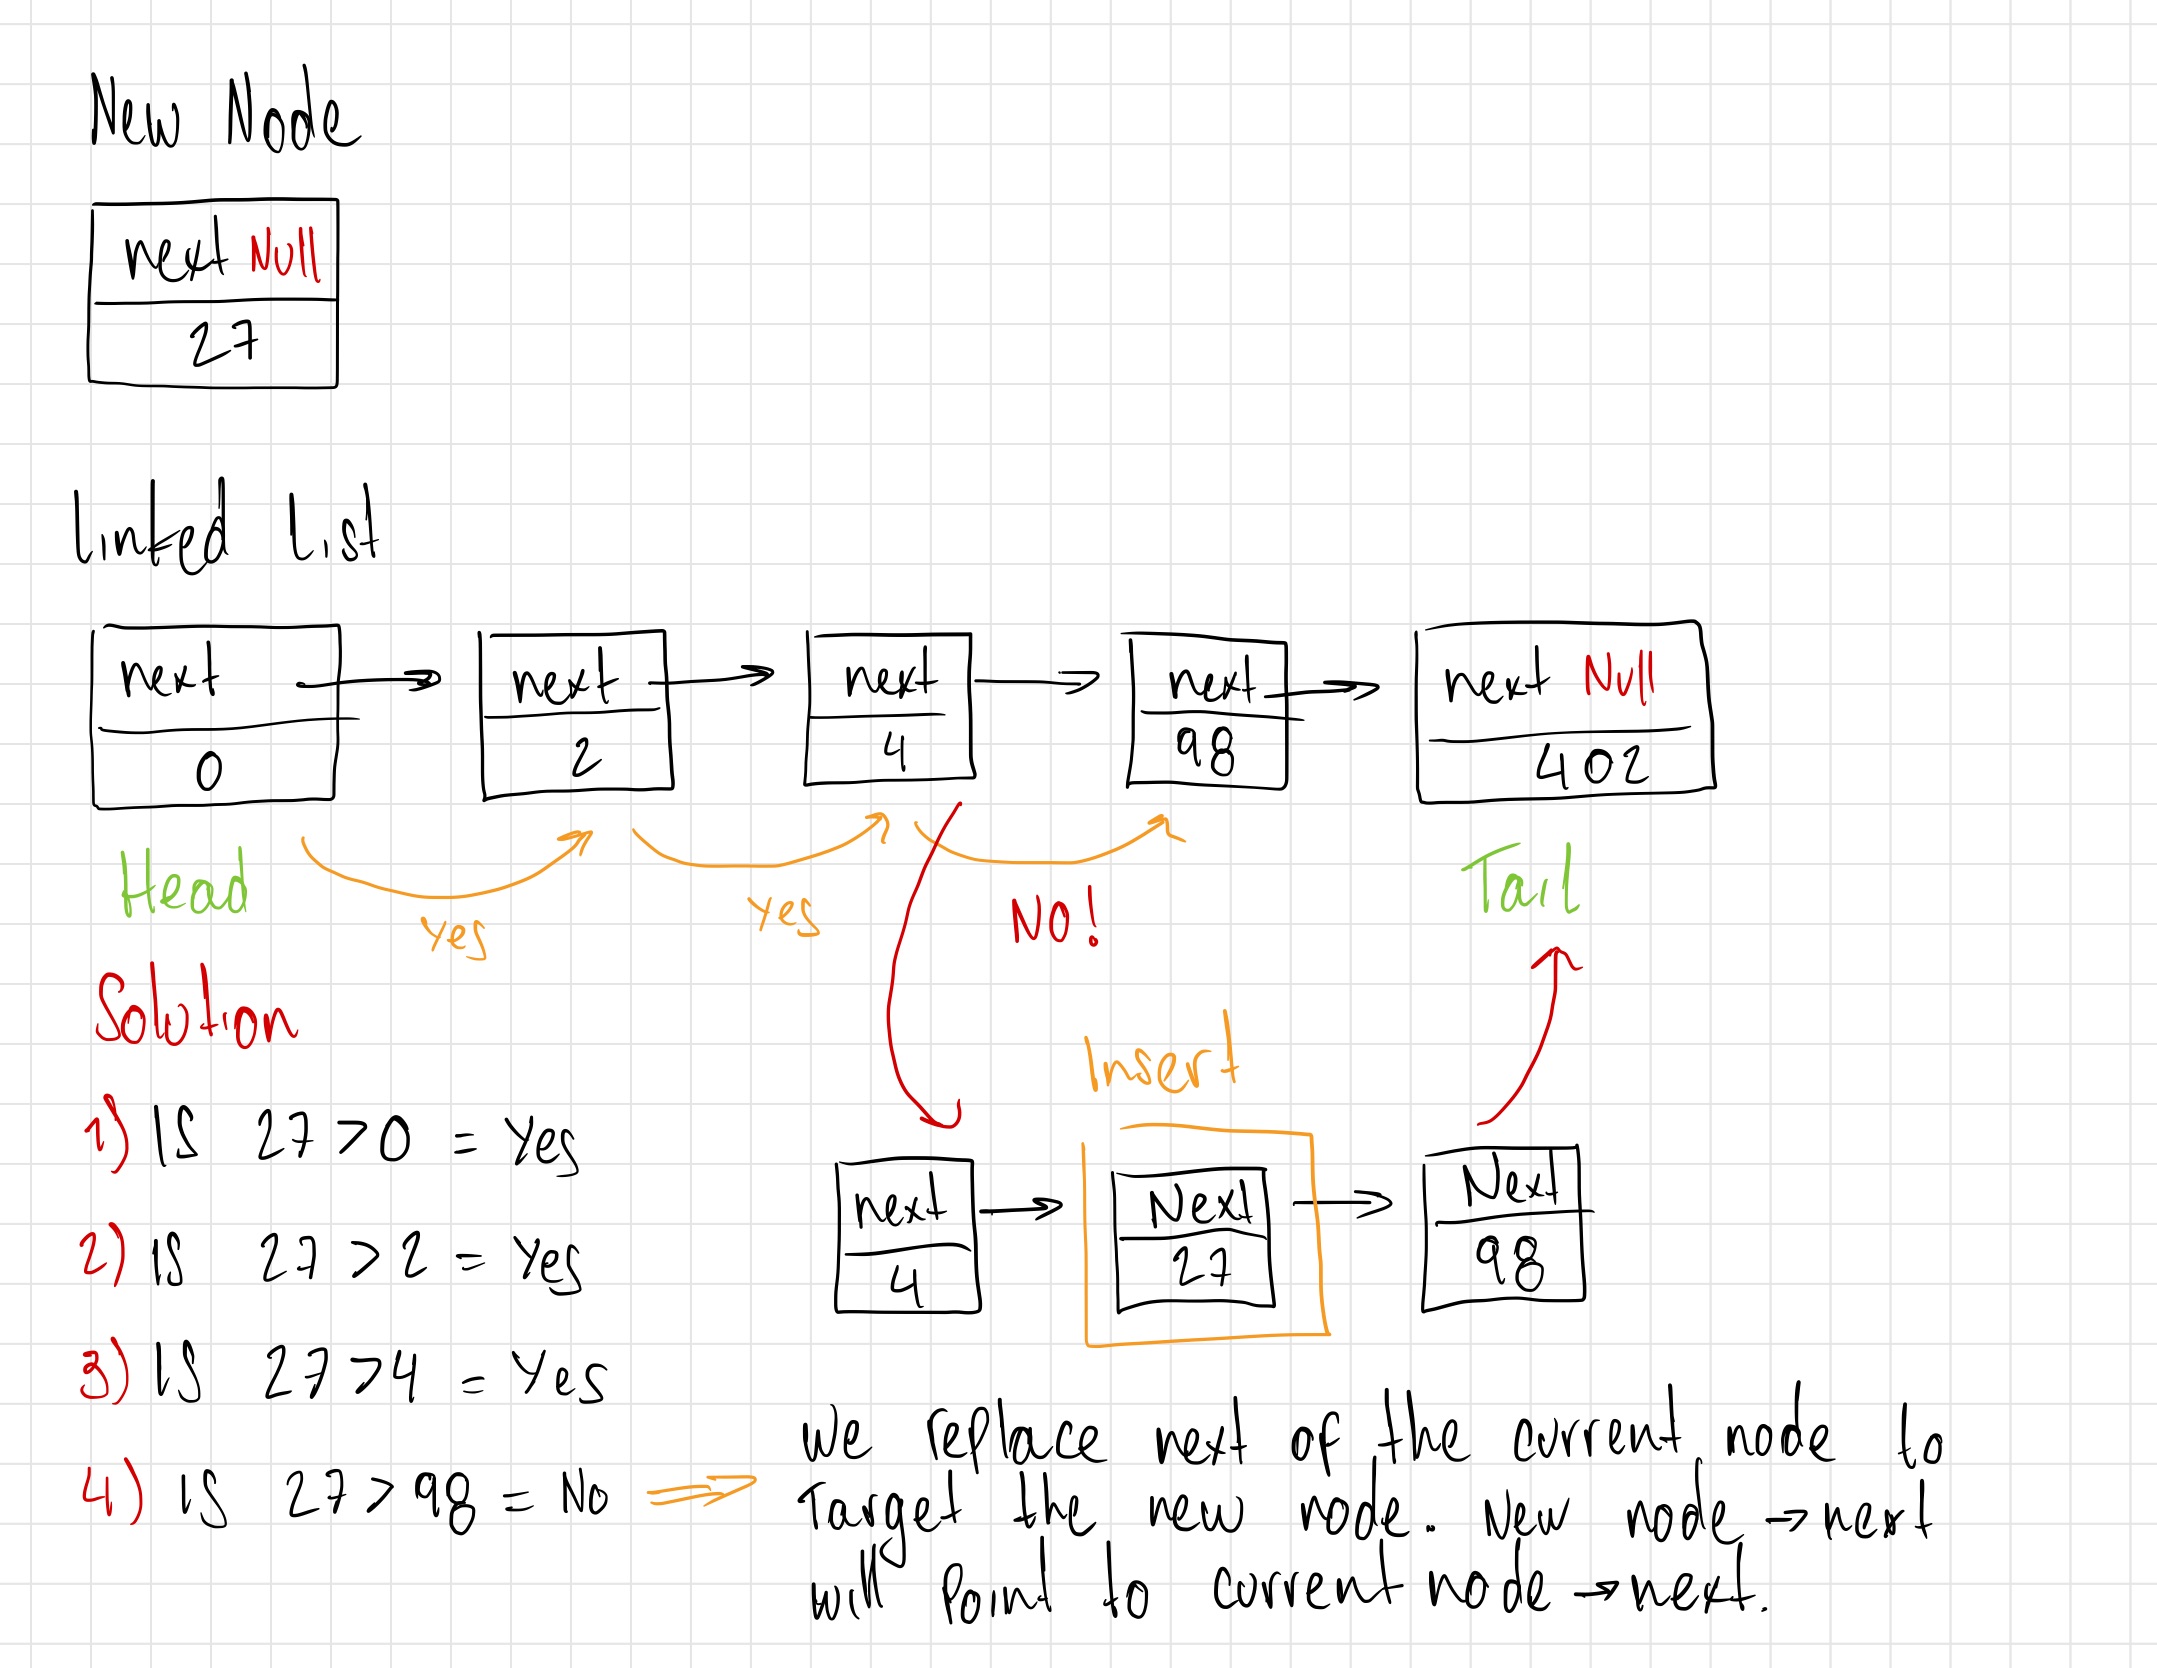 New Node
next Null
27
Linked List
next
0
next
2
next
4
next
98
next Null
402
Head
Yes
Yes
NO!
Tail
Solution
1) IS 27 > 0 = Yes
2) IS 27 > 2 = Yes
3) IS 27 > 4 = Yes
4) IS 27 > 98 = No
Insert
next
4
Next
27
Next
98
We replace next of the current node to
Target the new node. New node → next
will Point to current node → next.